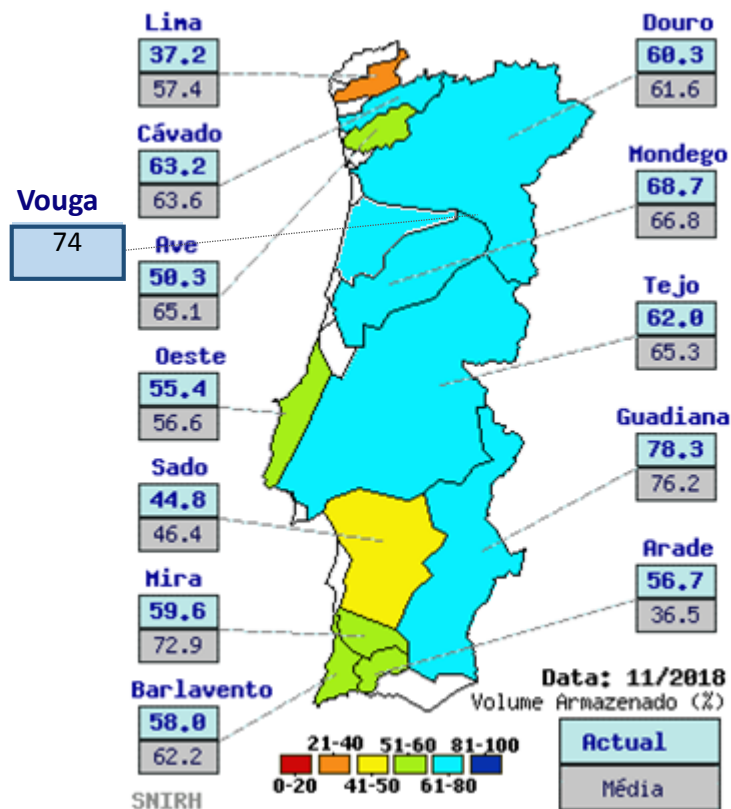 Lima
37.2
57.4
Cávado
63.2
63.6
Vouga
74
Ave
50.3
65.1
Oeste
55.4
56.6
Sado
44.8
46.4
Mira
59.6
72.9
Barlavento
58.0
62.2
SNIRH
Douro
60.3
61.6
Mondego
68.7
66.8
Tejo
62.0
65.3
Guadiana
78.3
76.2
Arade
56.7
36.5
Data: 11/2018
Volume Armazenado (%)
21-40 51-60 81-100
0-20 41-50 61-80
Actual
Média